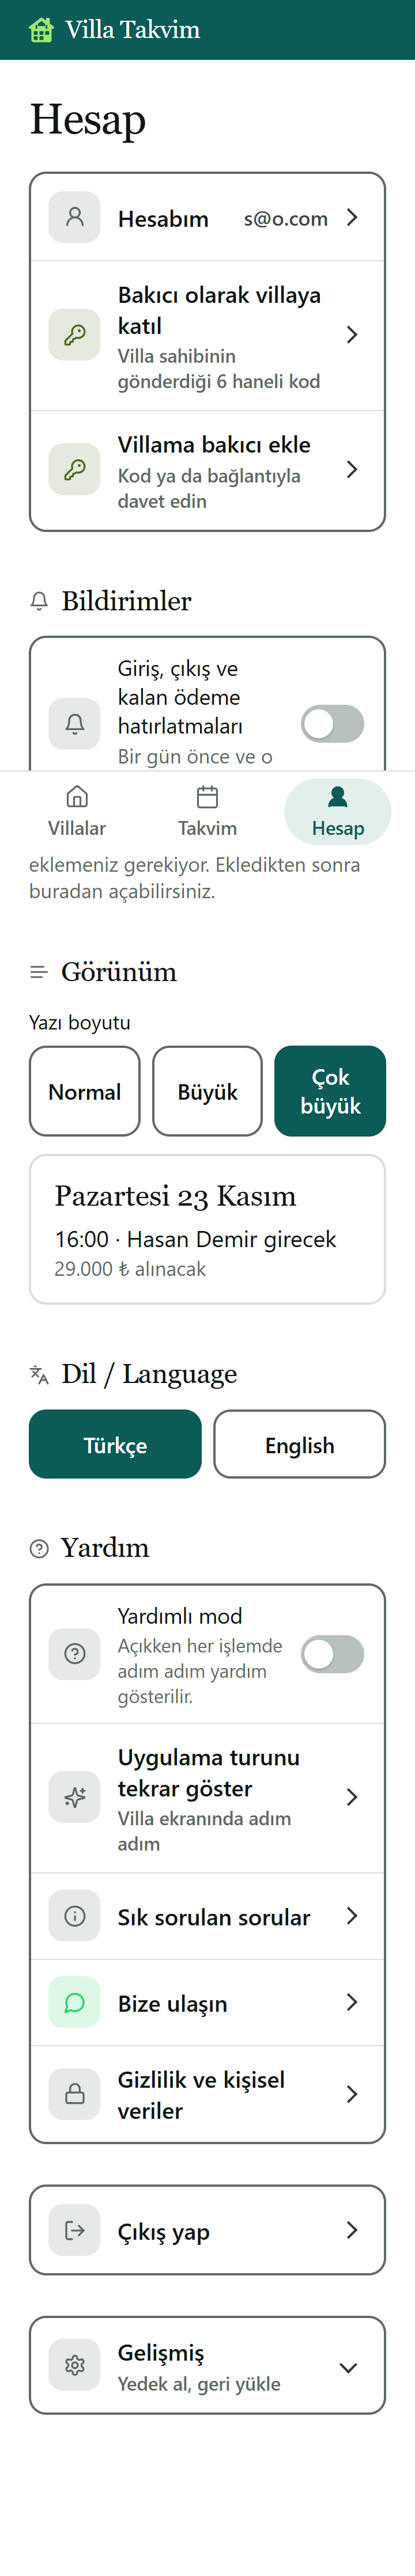 Villa Takvim
Hesap
Hesabım s@o.com
Bakıcı olarak villaya
katıl
Villa sahibinin
gönderdiği 6 haneli kod
Villama bakıcı ekle
Kod ya da bağlantıyla
davet edin
Bildirimler
Giriş, çıkış ve
kalan ödeme
hatırlatmaları
Bir gün önce ve o
Villalar Takvim Hesap
eklemeniz gerekiyor. Ekledikten sonra
buradan açabilirsiniz.
Görünüm
Yazı boyutu
Normal Büyük Çok
büyük
Pazartesi 23 Kasım
16:00 · Hasan Demir girecek
29.000 ₺ alınacak
Dil / Language
Türkçe English
Yardım
Yardımlı mod
Açıkken her işlemde
adım adım yardım
gösterilir.
Uygulama turunu
tekrar göster
Villa ekranında adım
adım
Sık sorulan sorular
Bize ulaşın
Gizlilik ve kişisel
veriler
Çıkış yap
Gelişmiş
Yedek al, geri yükle